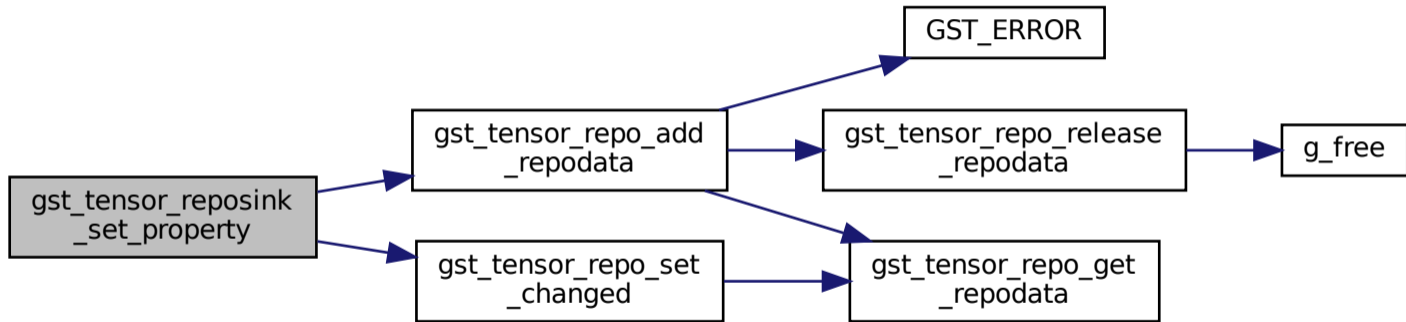 gst_tensor_reposink
_set_property
gst_tensor_repo_add
_repodata
gst_tensor_repo_set
_changed
GST_ERROR
gst_tensor_repo_release
_repodata
gst_tensor_repo_get
_repodata
g_free